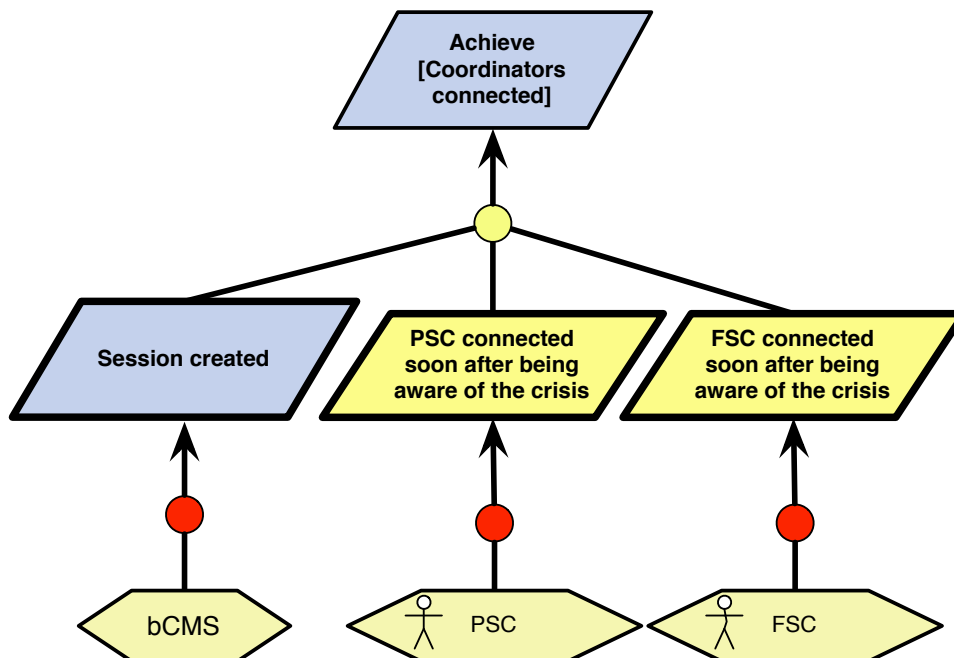 Achieve
[Coordinators
connected]
Session created
PSC connected
soon after being
aware of the crisis
FSC connected
soon after being
aware of the crisis
bCMS
PSC
FSC